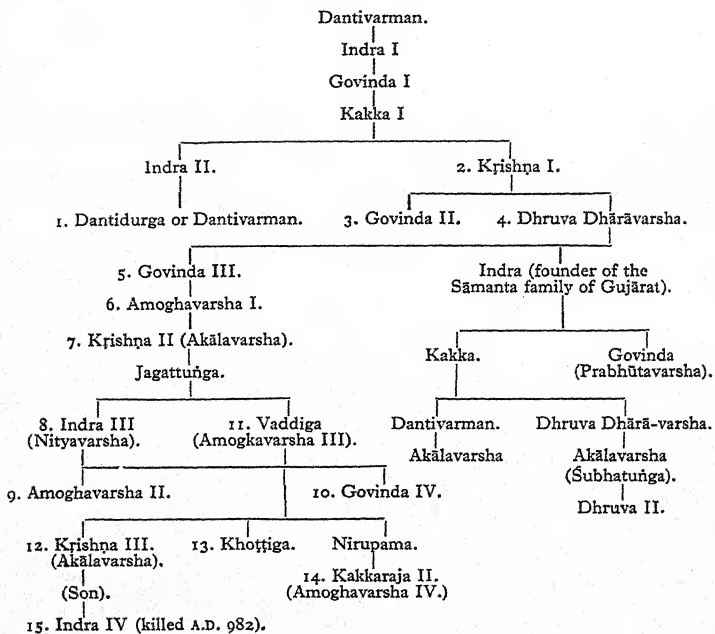 Dantivarman.
Indra I
Govinda I
Kakka I
Indra II.
2. Kṛishṇa I.
1. Dantidurga or Dantivarman.
3. Govinda II.
4. Dhruva Dhārāvarsha.
5. Govinda III.
Indra (founder of the
Sāmanta family of Gujārat).
6. Amoghavarsha I.
7. Kṛishṇa II (Akālavarsha).
Kakka.
Govinda
(Prabhūtavarsha).
Jagattuṅga.
8. Indra III
(Nityavarsha).
11. Vaddiga
(Amogkavarsha III).
Dantivarman.
Dhruva Dhārā-varsha.
Akālavarsha
Akālavarsha
(Śubhatuṅga).
9. Amoghavarsha II.
10. Govinda IV.
Dhruva II.
12. Kṛishṇa III.
(Akālavarsha).
13. Khoṭṭiga.
Nirupama.
14. Kakkaraja II.
(Amoghavarsha IV.)
(Son).
15. Indra IV (killed A.D. 982).